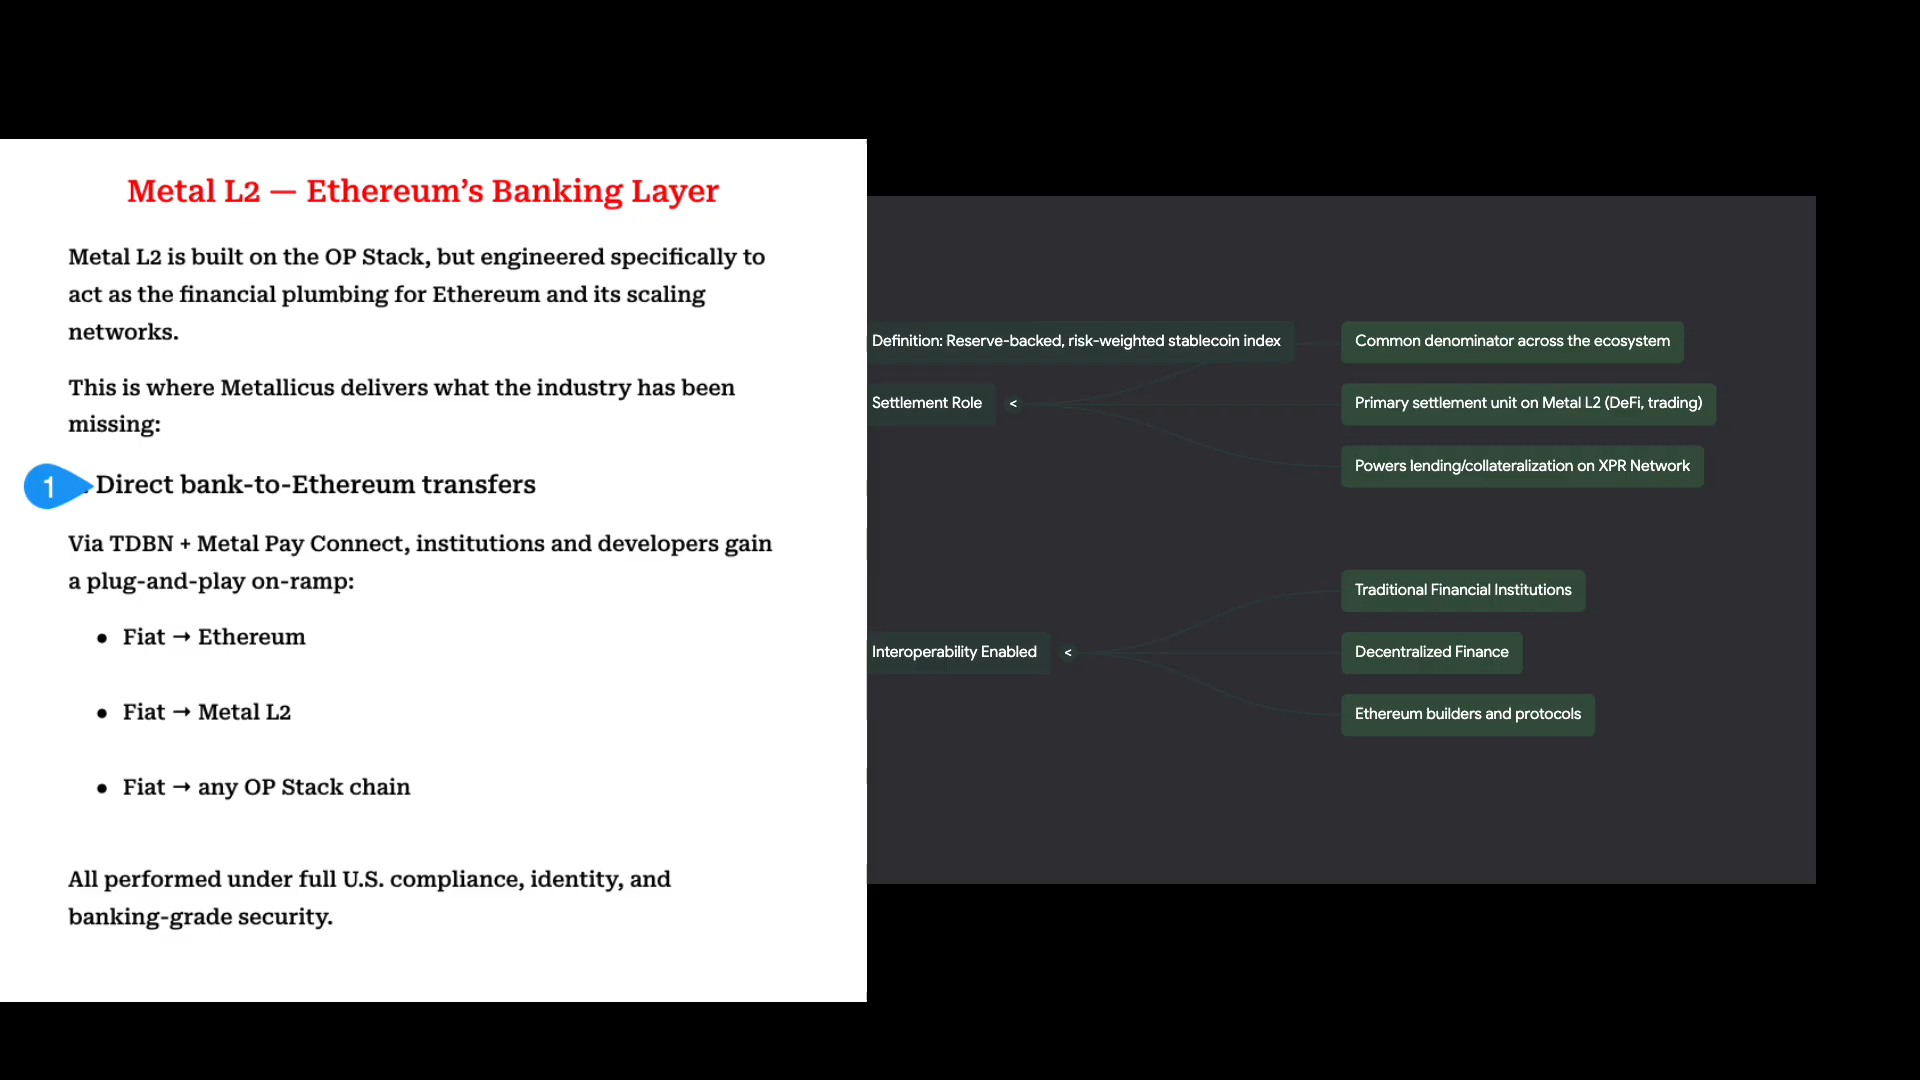 Metal L2 — Ethereum’s Banking Layer
Metal L2 is built on the OP Stack, but engineered specifically to
act as the financial plumbing for Ethereum and its scaling
networks.
This is where Metallicus delivers what the industry has been
missing:
1
Direct bank-to-Ethereum transfers
Via TDBN + Metal Pay Connect, institutions and developers gain
a plug-and-play on-ramp:
● Fiat → Ethereum
● Fiat → Metal L2
● Fiat → any OP Stack chain
All performed under full U.S. compliance, identity, and
banking-grade security.
Definition: Reserve-backed, risk-weighted stablecoin index
Settlement Role <
Common denominator across the ecosystem
Primary settlement unit on Metal L2 (DeFi, trading)
Powers lending/collateralization on XPR Network
Interoperability Enabled <
Traditional Financial Institutions
Decentralized Finance
Ethereum builders and protocols